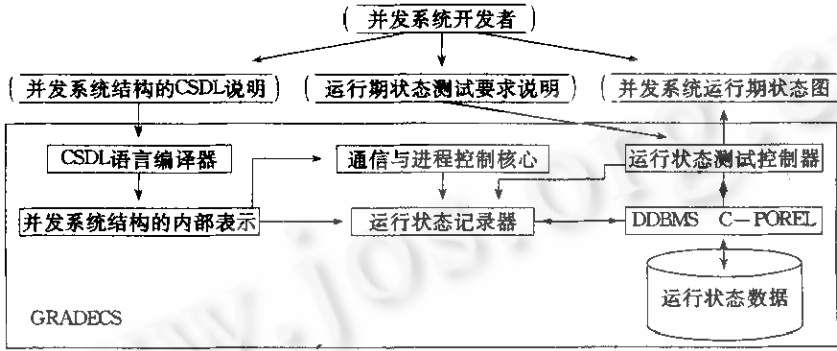 并发系统开发者
并发系统结构的CSDL说明 运行期状态测试要求说明 并发系统运行期状态图
CSDL语言编译器 通信与进程控制核心 运行状态测试控制器
并发系统结构的内部表示 运行状态记录器 DDBMS C-POREL
运行状态数据
GRADECS